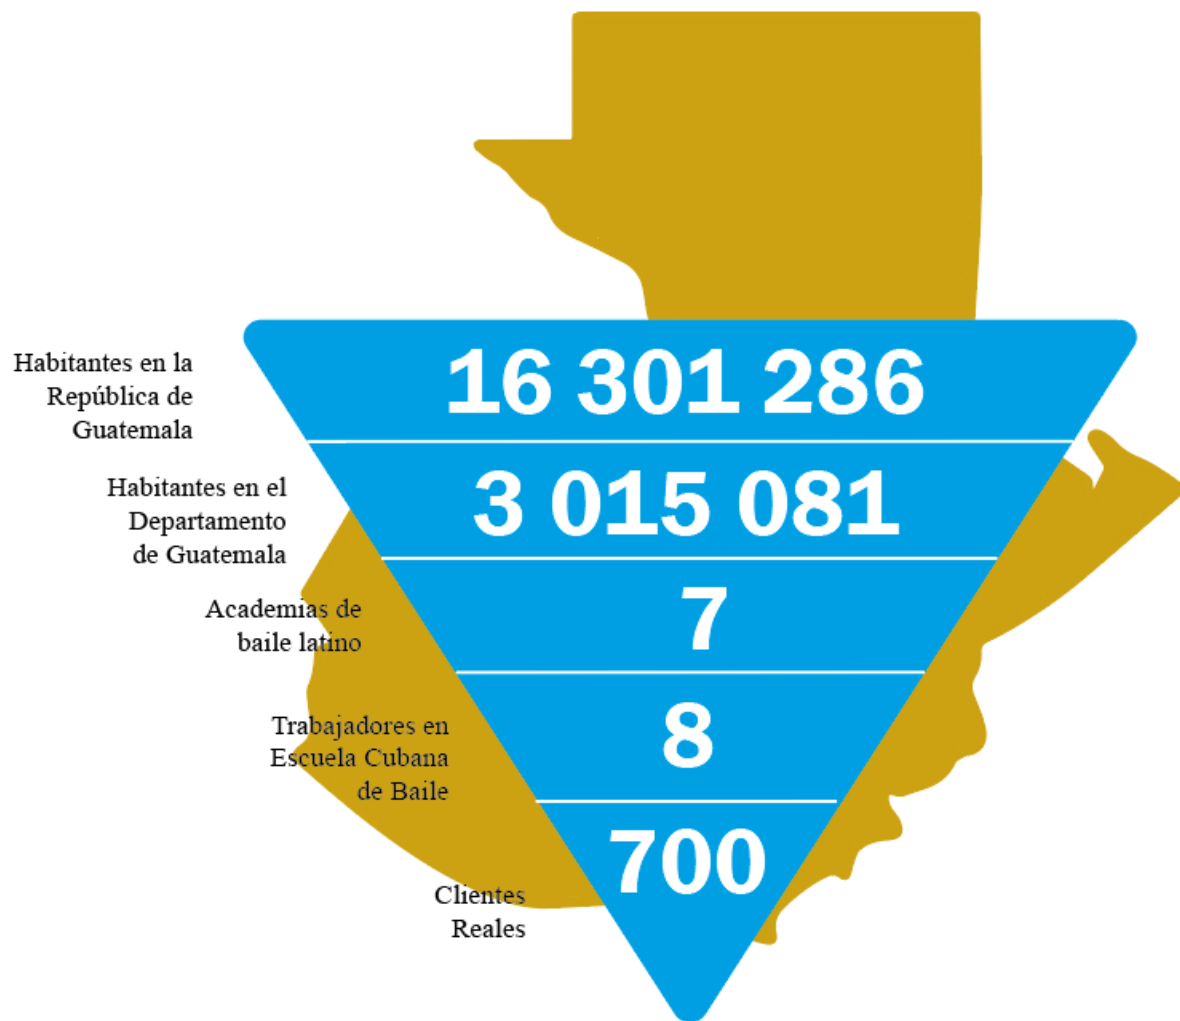 Habitantes en la
República de
Guatemala
16 301 286
Habitantes en el
Departamento
de Guatemala
3 015 081
Academias de
baile latino
7
Trabajadores en
Escuela Cubana
de Baile
8
Clientes
Reales
700